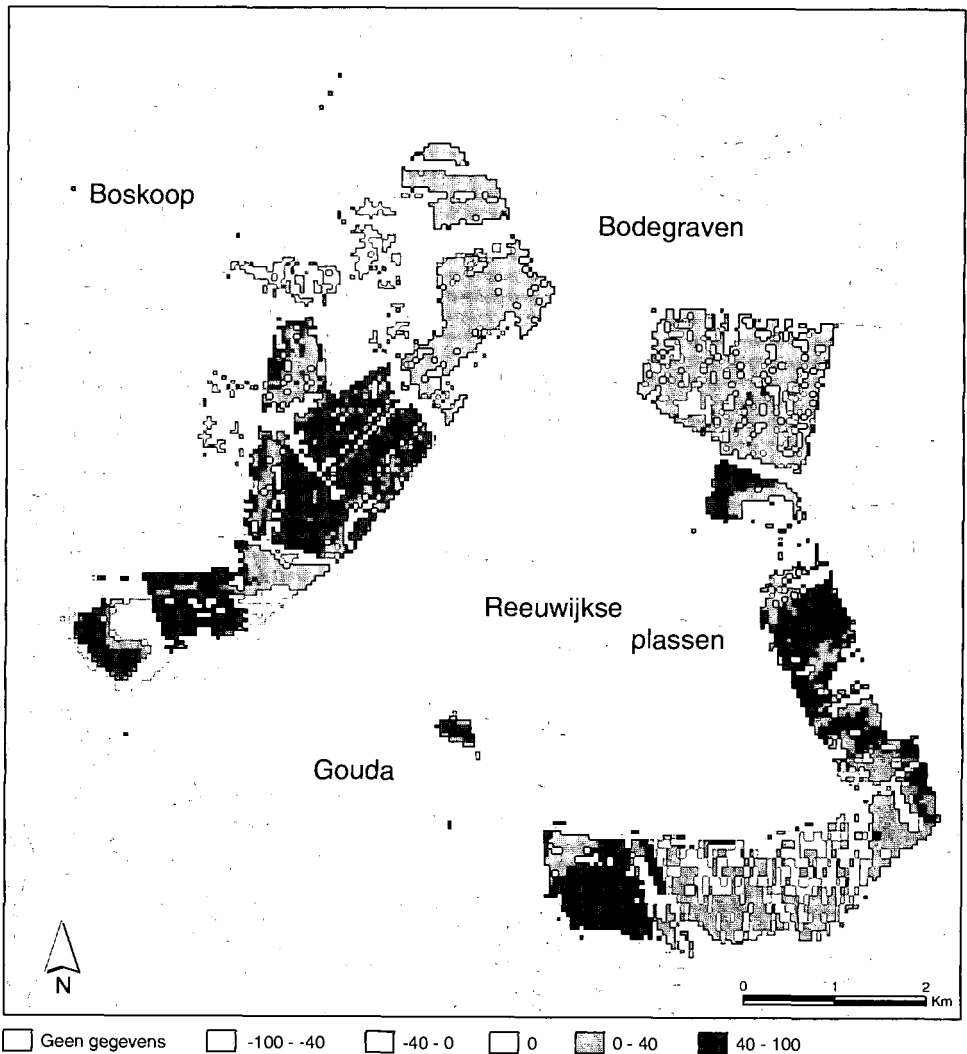 Boskoop
Bodegraven
Reeuwijkse
plassen
Gouda
N
0 1 2
Km
Geen gegevens -100 - -40 -40 - 0 0 0 - 40 40 - 100